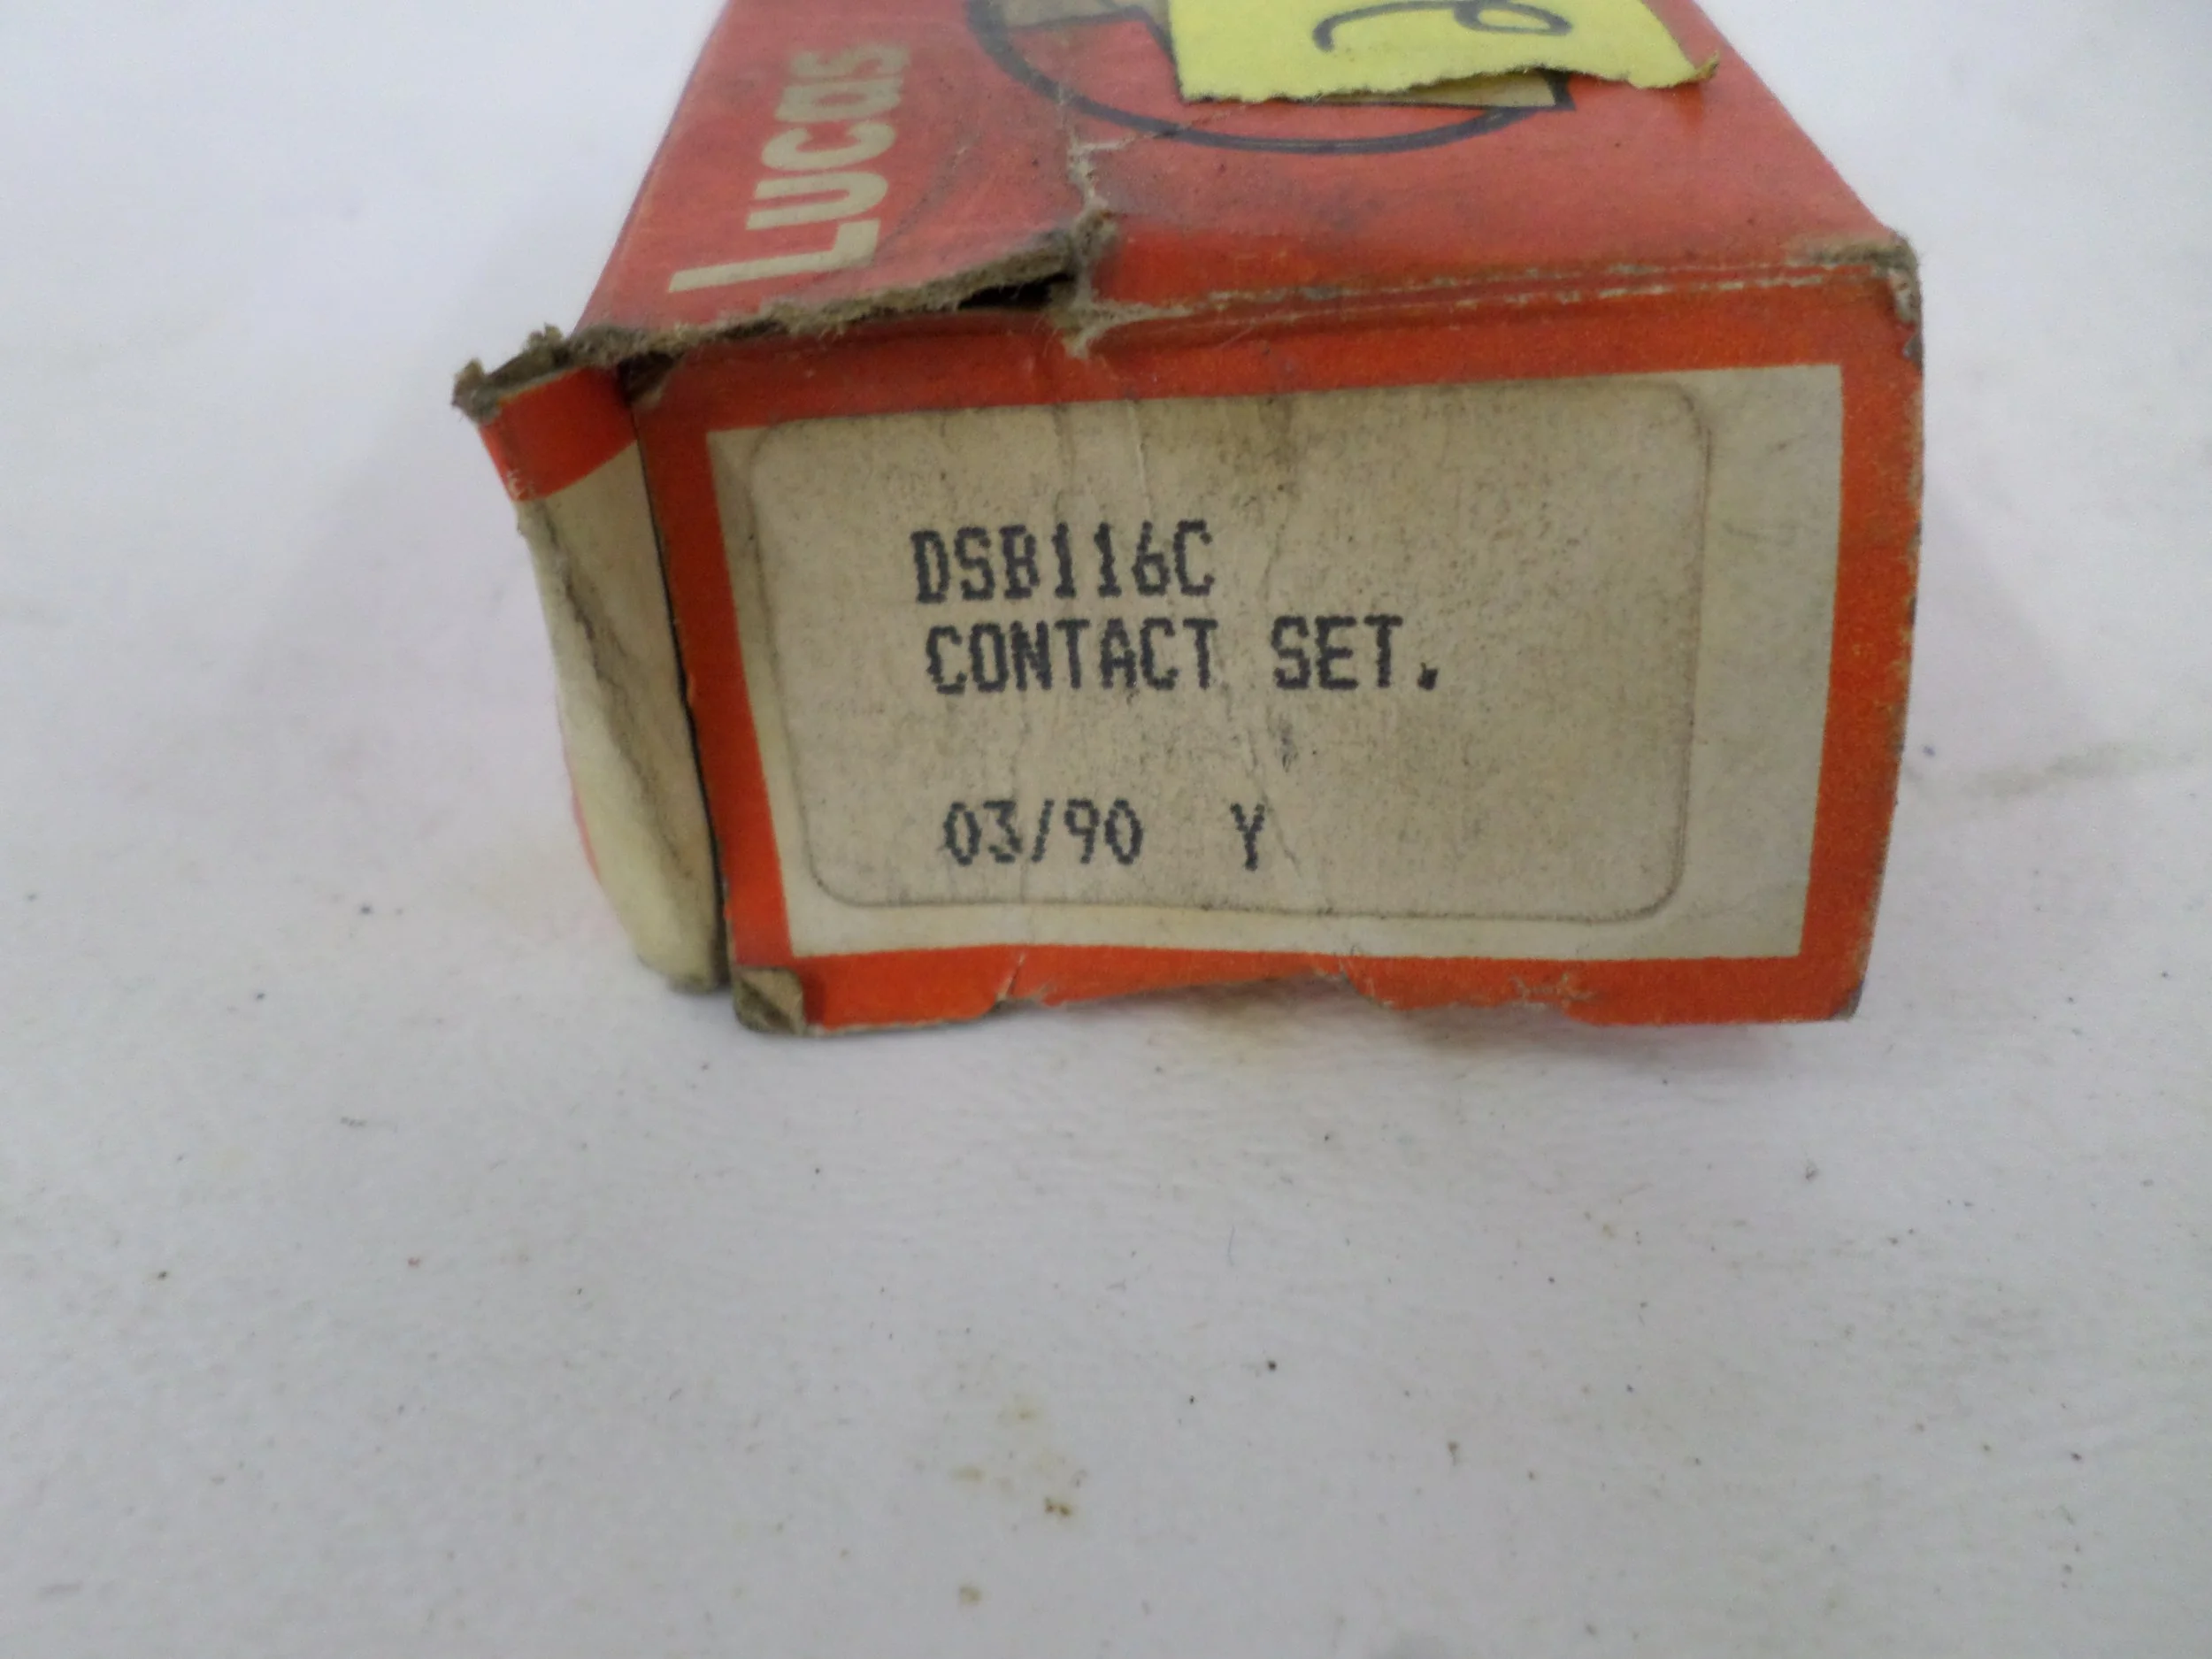 Lucas
DSB116C
CONTACT SET.
03/90 Y